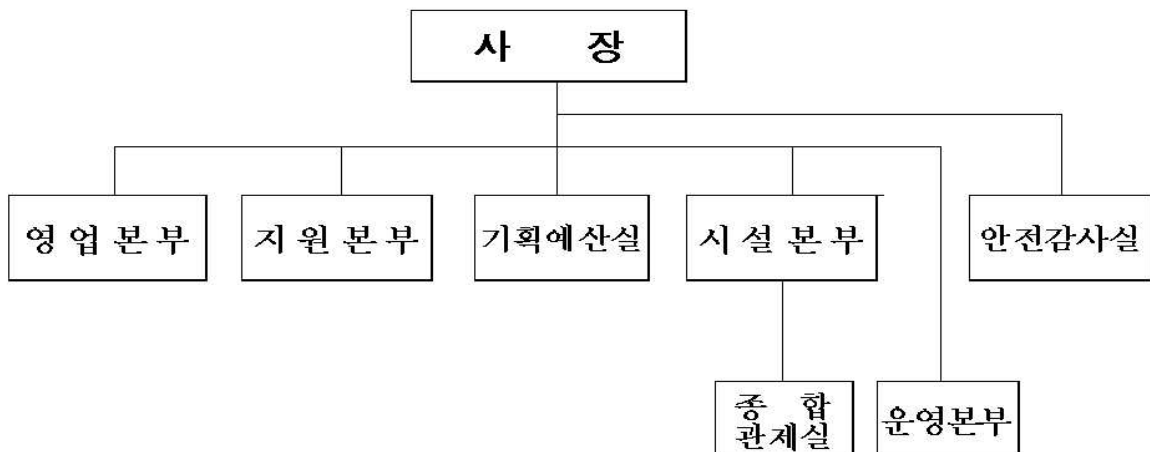 사 장
영 업 본 부
지 원 본 부
기획예산실
시 설 본 부
안전감사실
종 합
관제실
운영본부